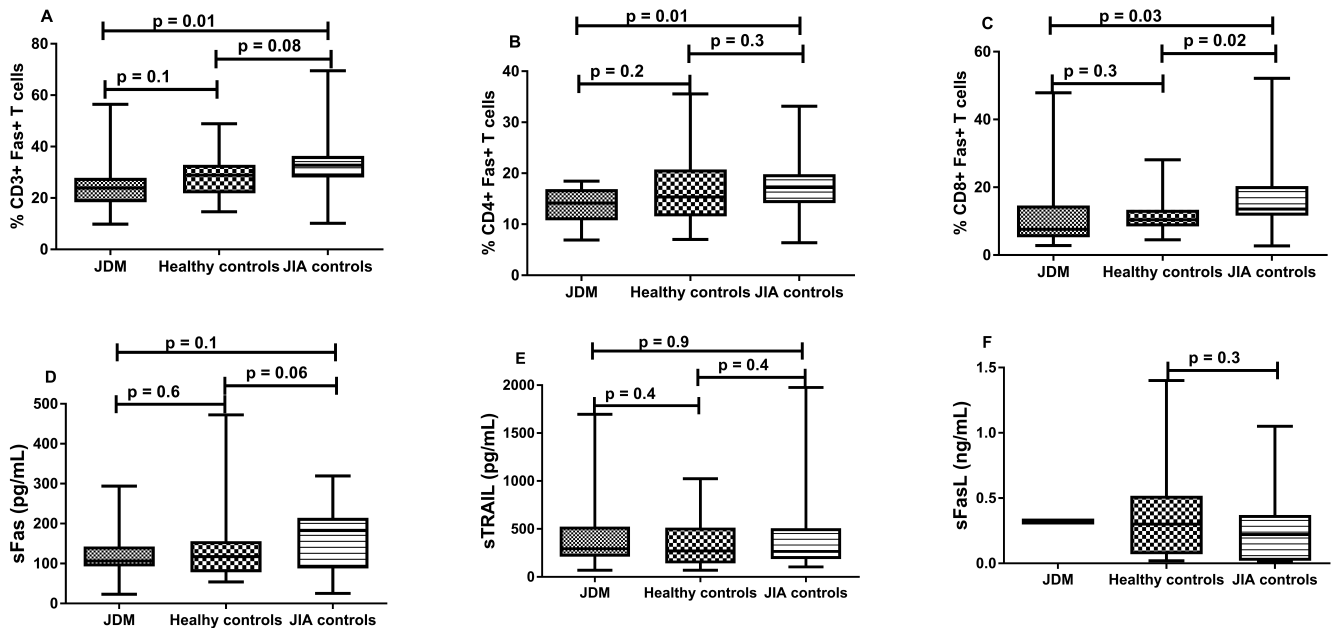 A
p = 0.01
p = 0.08
p = 0.1
% CD3+ Fas+ T cells
80
60
40
20
0
JDM Healthy controls JIA controls
B
p = 0.01
p = 0.3
p = 0.2
% CD4+ Fas+ T cells
40
30
20
10
0
JDM Healthy controls JIA controls
C
p = 0.03
p = 0.02
p = 0.3
% CD8+ Fas+ T cells
60
40
20
0
JDM Healthy controls JIA controls
D
p = 0.1
p = 0.06
p = 0.6
sFas (pg/mL)
500
400
300
200
100
0
JDM Healhy controls JIA controls
E
p = 0.9
p = 0.4
p = 0.4
sTRAIL (pg/mL)
2000
1500
1000
500
0
JDM Healthy controls JIA controls
F
p = 0.3
sFasL (ng/mL)
1.5
1.0
0.5
0.0
JDM Healthy controls JIA controls